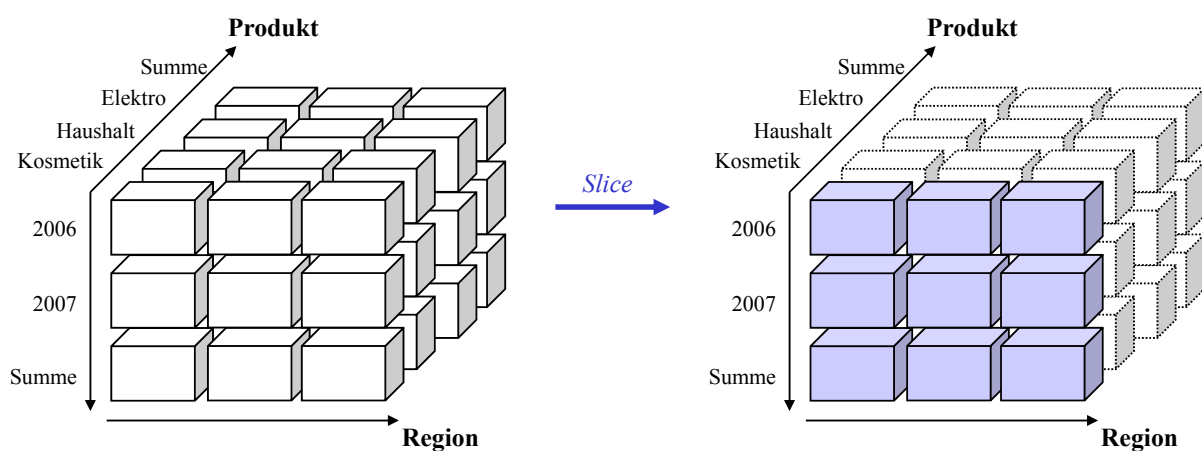 Produkt
Summe
Elektro
Haushalt
Kosmetik
2006
2007
Summe
Region
Slice
Produkt
Summe
Elektro
Haushalt
Kosmetik
2006
2007
Summe
Region